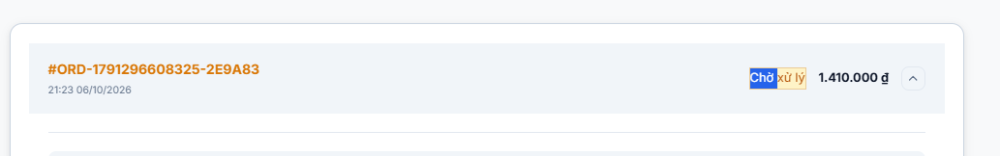 #ORD-1791296608325-2E9A83
21:23 06/10/2026
Chờ xử lý
1.410.000 ₫